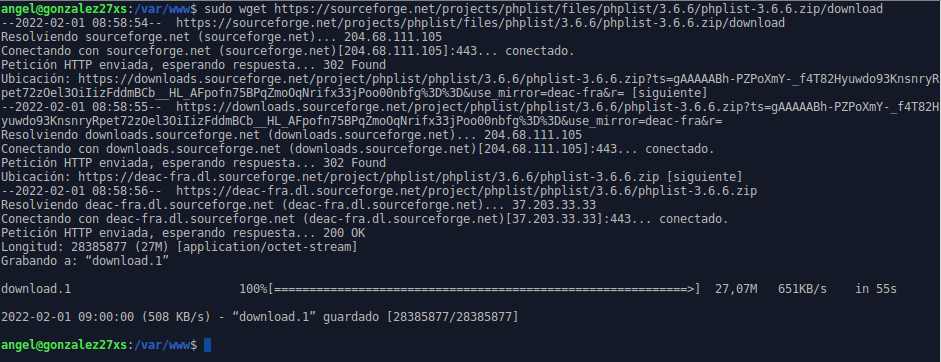 angel@gonzalez27xs:/var/www$ sudo wget https://sourceforge.net/projects/phplist/files/phplist/3.6.6/phplist-3.6.6.zip/download
--2022-02-01 08:58:54--  https://sourceforge.net/projects/phplist/files/phplist/3.6.6/phplist-3.6.6.zip/download
Resolviendo sourceforge.net (sourceforge.net)... 204.68.111.105
Conectando con sourceforge.net (sourceforge.net)[204.68.111.105]:443... conectado.
Petición HTTP enviada, esperando respuesta... 302 Found
Ubicación: https://downloads.sourceforge.net/project/phplist/phplist/3.6.6/phplist-3.6.6.zip?ts=gAAAAABh-PZPoXmY-_f4T82Hyuwdo93KnsnryR
pet72zOel3OiIizFddmBCb__HL_AFpofn75BPqZmoOqNrifx33jPoo00nbfg%3D%3D&use_mirror=deac-fra&r= [siguiente]
--2022-02-01 08:58:55--  https://downloads.sourceforge.net/project/phplist/phplist/3.6.6/phplist-3.6.6.zip?ts=gAAAAABh-PZPoXmY-_f4T82H
yuwdo93KnsnryRpet72zOel3OiIizFddmBCb__HL_AFpofn75BPqZmoOqNrifx33jPoo00nbfg%3D%3D&use_mirror=deac-fra&r=
Resolviendo downloads.sourceforge.net (downloads.sourceforge.net)... 204.68.111.105
Conectando con downloads.sourceforge.net (downloads.sourceforge.net)[204.68.111.105]:443... conectado.
Petición HTTP enviada, esperando respuesta... 302 Found
Ubicación: https://deac-fra.dl.sourceforge.net/project/phplist/phplist/3.6.6/phplist-3.6.6.zip [siguiente]
--2022-02-01 08:58:56--  https://deac-fra.dl.sourceforge.net/project/phplist/phplist/3.6.6/phplist-3.6.6.zip
Resolviendo deac-fra.dl.sourceforge.net (deac-fra.dl.sourceforge.net)... 37.203.33.33
Conectando con deac-fra.dl.sourceforge.net (deac-fra.dl.sourceforge.net)[37.203.33.33]:443... conectado.
Petición HTTP enviada, esperando respuesta... 200 OK
Longitud: 28385877 (27M) [application/octet-stream]
Grabando a: “download.1”
download.1 100%[===========================================================>] 27,07M 651KB/s in 55s
2022-02-01 09:00:00 (508 KB/s) - “download.1” guardado [28385877/28385877]
angel@gonzalez27xs:/var/www$